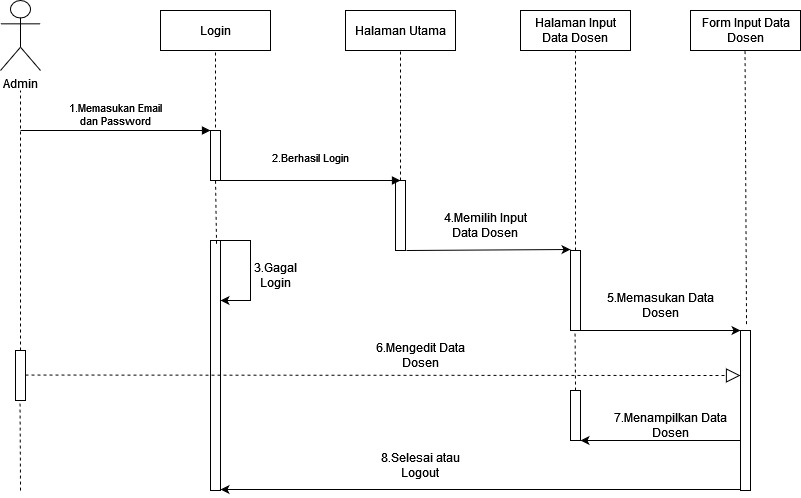 Login
Halaman Utama
Halaman Input
Data Dosen
Form Input Data
Dosen
Admin
1.Memasukan Email
dan Password
2.Berhasil Login
4.Memilih Input
Data Dosen
3.Gagal
Login
5.Memasukan Data
Dosen
6.Mengedit Data
Dosen
7.Menampilkan Data
Dosen
8.Selesai atau
Logout